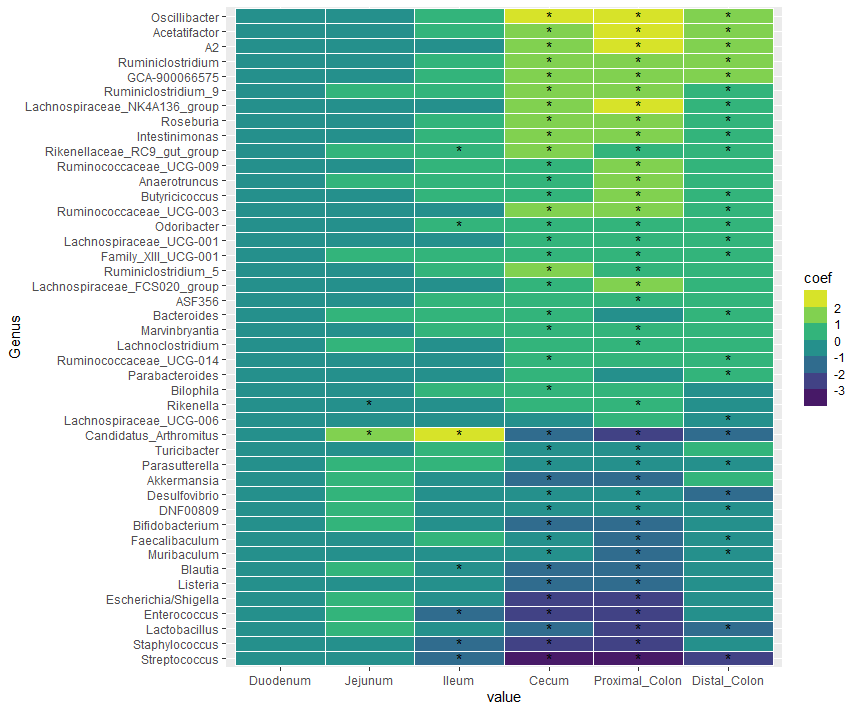 Genus
Oscillibacter
Acetatifactor
A2
Ruminiclostridium
GCA-900066575
Ruminiclostridium_9
Lachnospiraceae_NK4A136_group
Roseburia
Intestinimonas
Rikenellaceae_RC9_gut_group
Ruminococcaceae_UCG-009
Anaerotruncus
Butyricicoccus
Ruminococcaceae_UCG-003
Odoribacter
Lachnospiraceae_UCG-001
Family_XIII_UCG-001
Ruminiclostridium_5
Lachnospiraceae_FCS020_group
ASF356
Bacteroides
Marvinbryantia
Lachnoclostridium
Ruminococcaceae_UCG-014
Parabacteroides
Bilophila
Rikenella
Lachnospiraceae_UCG-006
Candidatus_Arthromitus
Turicibacter
Parasutterella
Akkermansia
Desulfovibrio
DNF00809
Bifidobacterium
Faecalibaculum
Muribaculum
Blautia
Listeria
Escherichia/Shigella
Enterococcus
Lactobacillus
Staphylococcus
Streptococcus
Duodenum Jejunum Ileum Cecum Proximal_Colon Distal_Colon
value
coef
2
1
0
-1
-2
-3